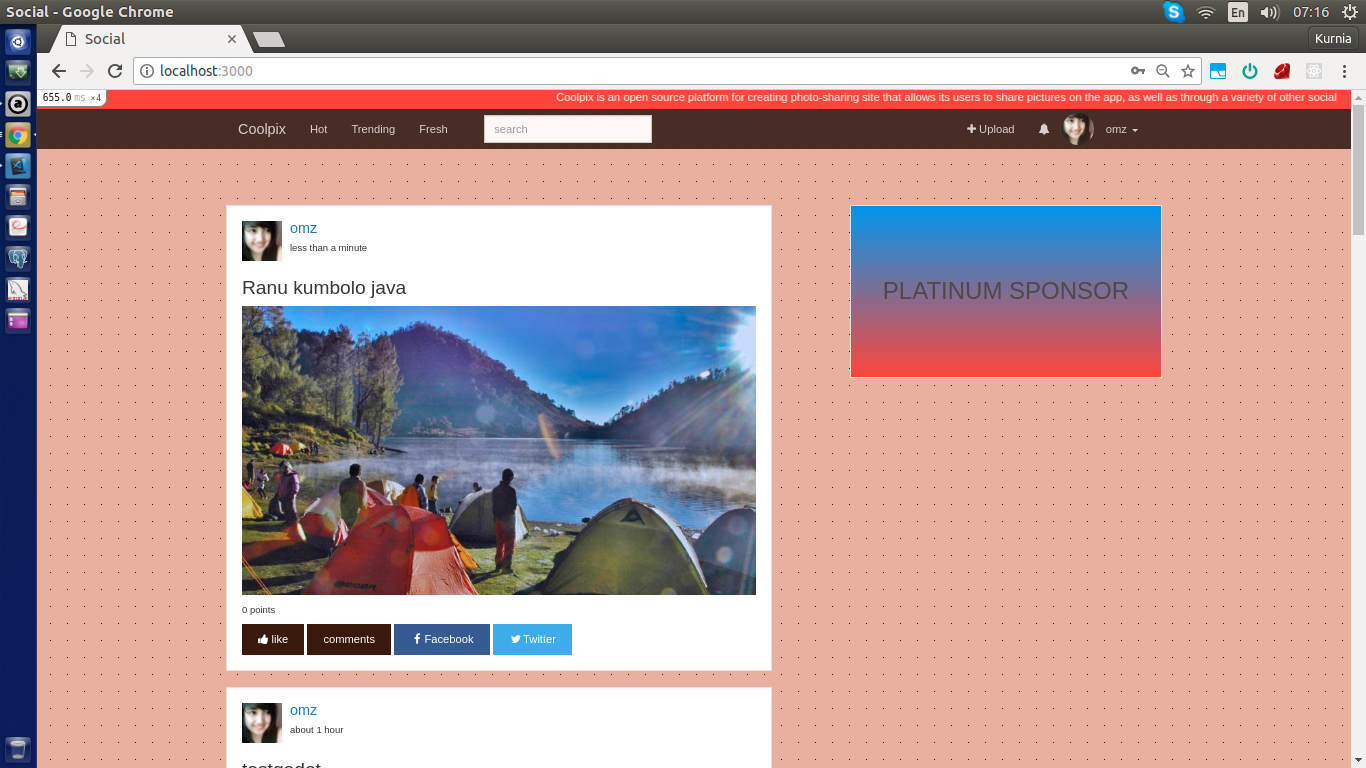 Social - Google Chrome
En
07:16
Social
Kurnia
localhost:3000
655.0 ms ×4
Coolpix is an open source platform for creating photo-sharing site that allows its users to share pictures on the app, as well as through a variety of other social
Coolpix Hot Trending Fresh search Upload omz
omz
less than a minute
Ranu kumbolo java
0 points
like comments Facebook Twitter
PLATINUM SPONSOR
omz
about 1 hour